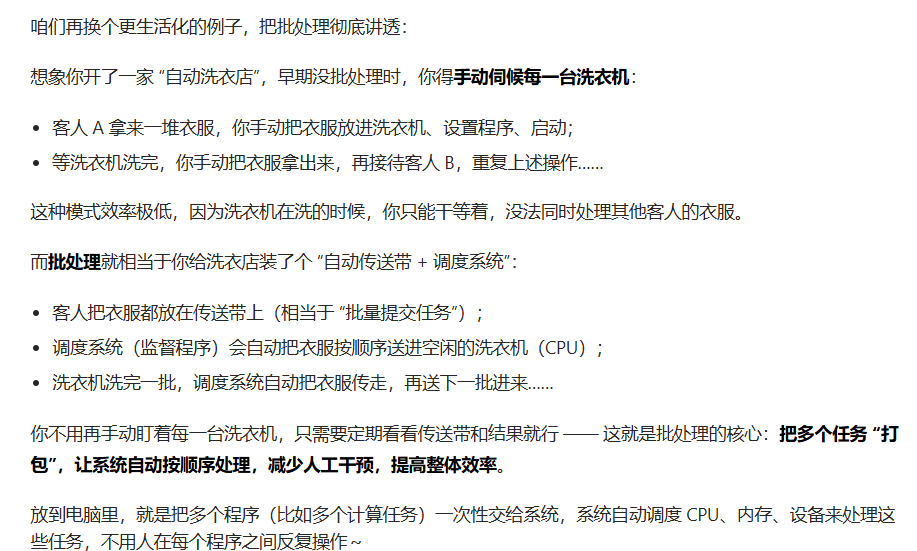 咱们再换个更生活化的例子，把批处理彻底讲透：
想象你开了一家 “自动洗衣店”，早期没批处理时，你得手动伺候每一台洗衣机：
• 客人 A 拿来一堆衣服，你手动把衣服放进洗衣机、设置程序、启动；
• 等洗衣机洗完，你手动把衣服拿出来，再接待客人 B，重复上述操作……
这种模式效率极低，因为洗衣机在洗的时候，你只能干等着，没法同时处理其他客人的衣服。
而批处理就相当于你给洗衣店装了个 “自动传送带 + 调度系统”：
• 客人把衣服都放在传送带上（相当于 “批量提交任务”）；
• 调度系统（监督程序）会自动把衣服按顺序送进空闲的洗衣机（CPU）；
• 洗衣机洗完一批，调度系统自动把衣服传走，再送下一批进来……
你不用再手动盯着每一台洗衣机，只需要定期看看传送带和结果就行 —— 这就是批处理的核心：把多个任务 “打
包”，让系统自动按顺序处理，减少人工干预，提高整体效率。
放到电脑里，就是把多个程序（比如多个计算任务）一次性交给系统，系统自动调度 CPU、内存、设备来处理这
些任务，不用人在每个程序之间反复操作～